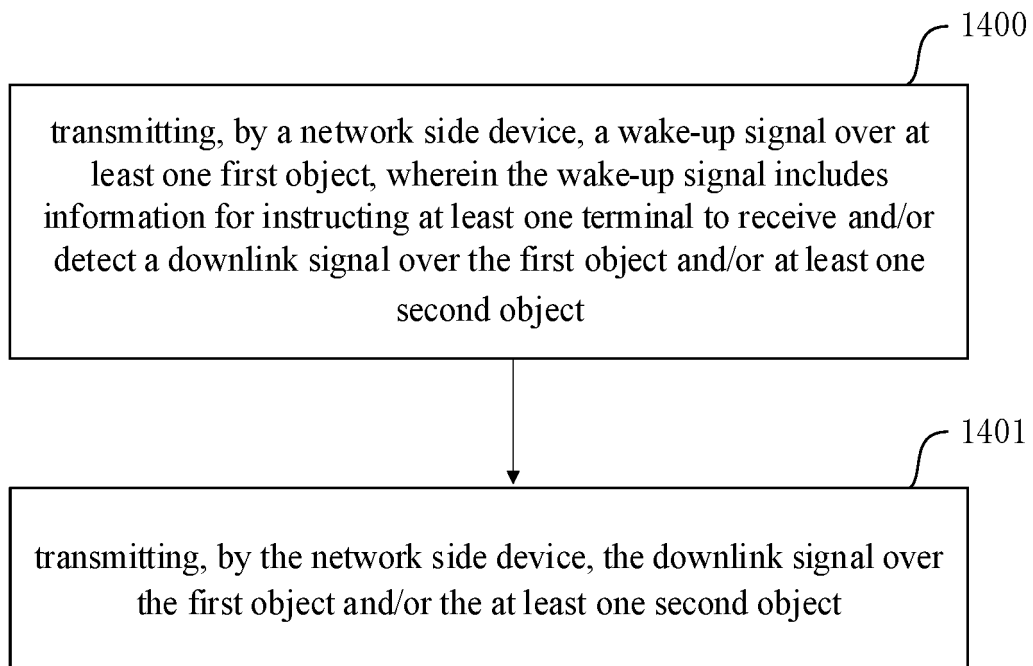 1400
transmitting, by a network side device, a wake-up signal over at
least one first object, wherein the wake-up signal includes
information for instructing at least one terminal to receive and/or
detect a downlink signal over the first object and/or at least one
second object
1401
transmitting, by the network side device, the downlink signal over
the first object and/or the at least one second object